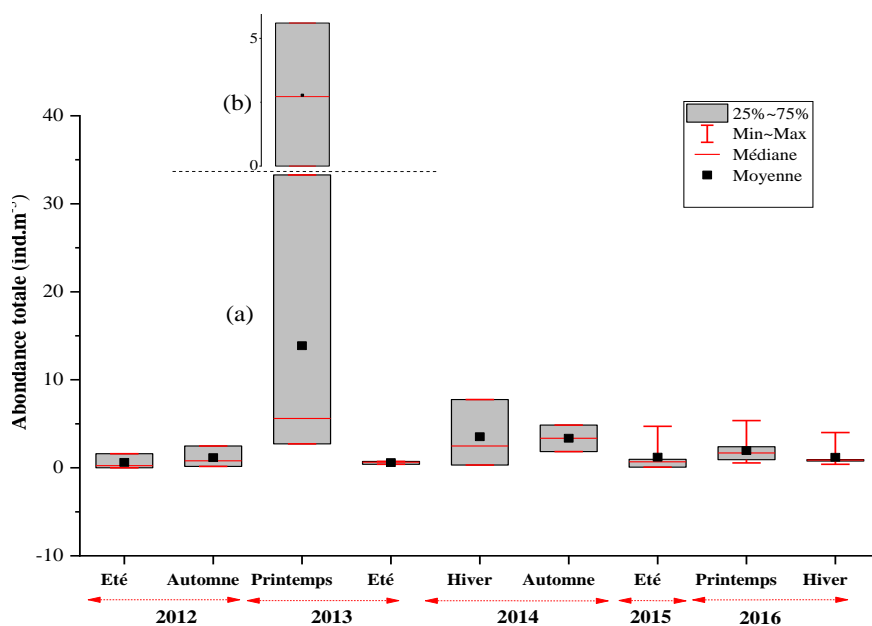 5
(b)
0
40
30
20
10
0
-10
Abondance totale (ind.m⁻³)
(a)
25%~75%
Min~Max
Médiane
Moyenne
Eté Automne Printemps Eté Hiver Automne Eté Printemps Hiver
2012 2013 2014 2015 2016